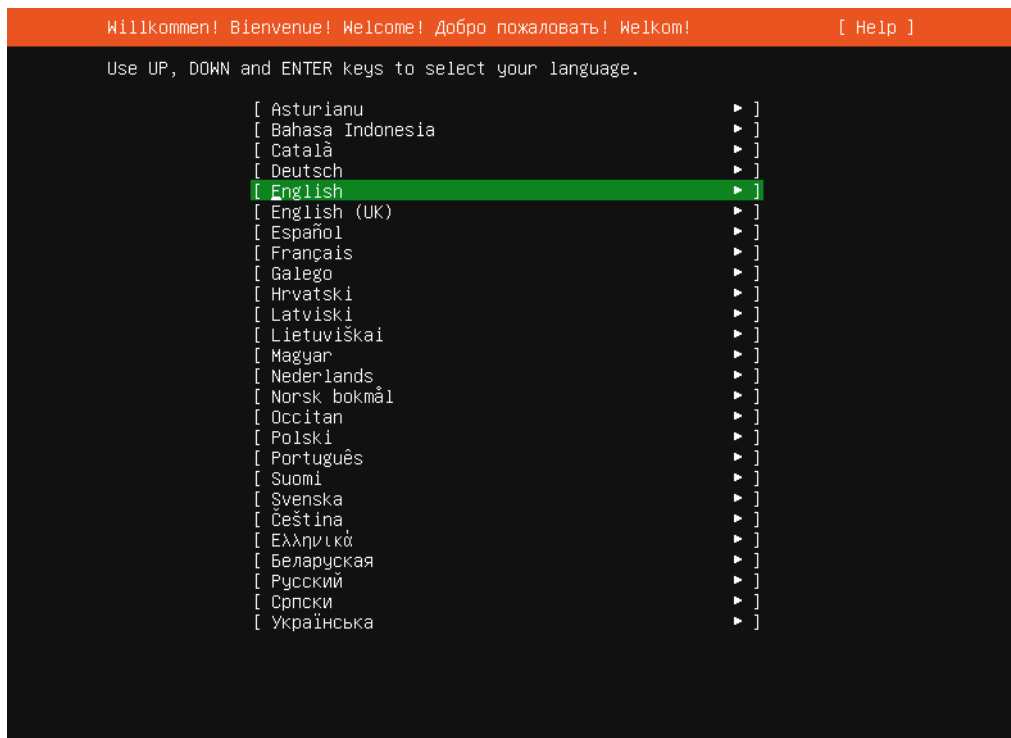 Willkommen! Bienvenue! Welcome! Добро пожаловать! Welkom! [ Help ]
Use UP, DOWN and ENTER keys to select your language.
[ Asturianu ► ]
[ Bahasa Indonesia ► ]
[ Català ► ]
[ Deutsch ► ]
[ English ► ]
[ English (UK) ► ]
[ Español ► ]
[ Français ► ]
[ Galego ► ]
[ Hrvatski ► ]
[ Latviski ► ]
[ Lietuviškai ► ]
[ Magyar ► ]
[ Nederlands ► ]
[ Norsk bokmål ► ]
[ Occitan ► ]
[ Polski ► ]
[ Português ► ]
[ Suomi ► ]
[ Svenska ► ]
[ Čeština ► ]
[ Ελληνικά ► ]
[ Беларуская ► ]
[ Русский ► ]
[ Српски ► ]
[ Українська ► ]